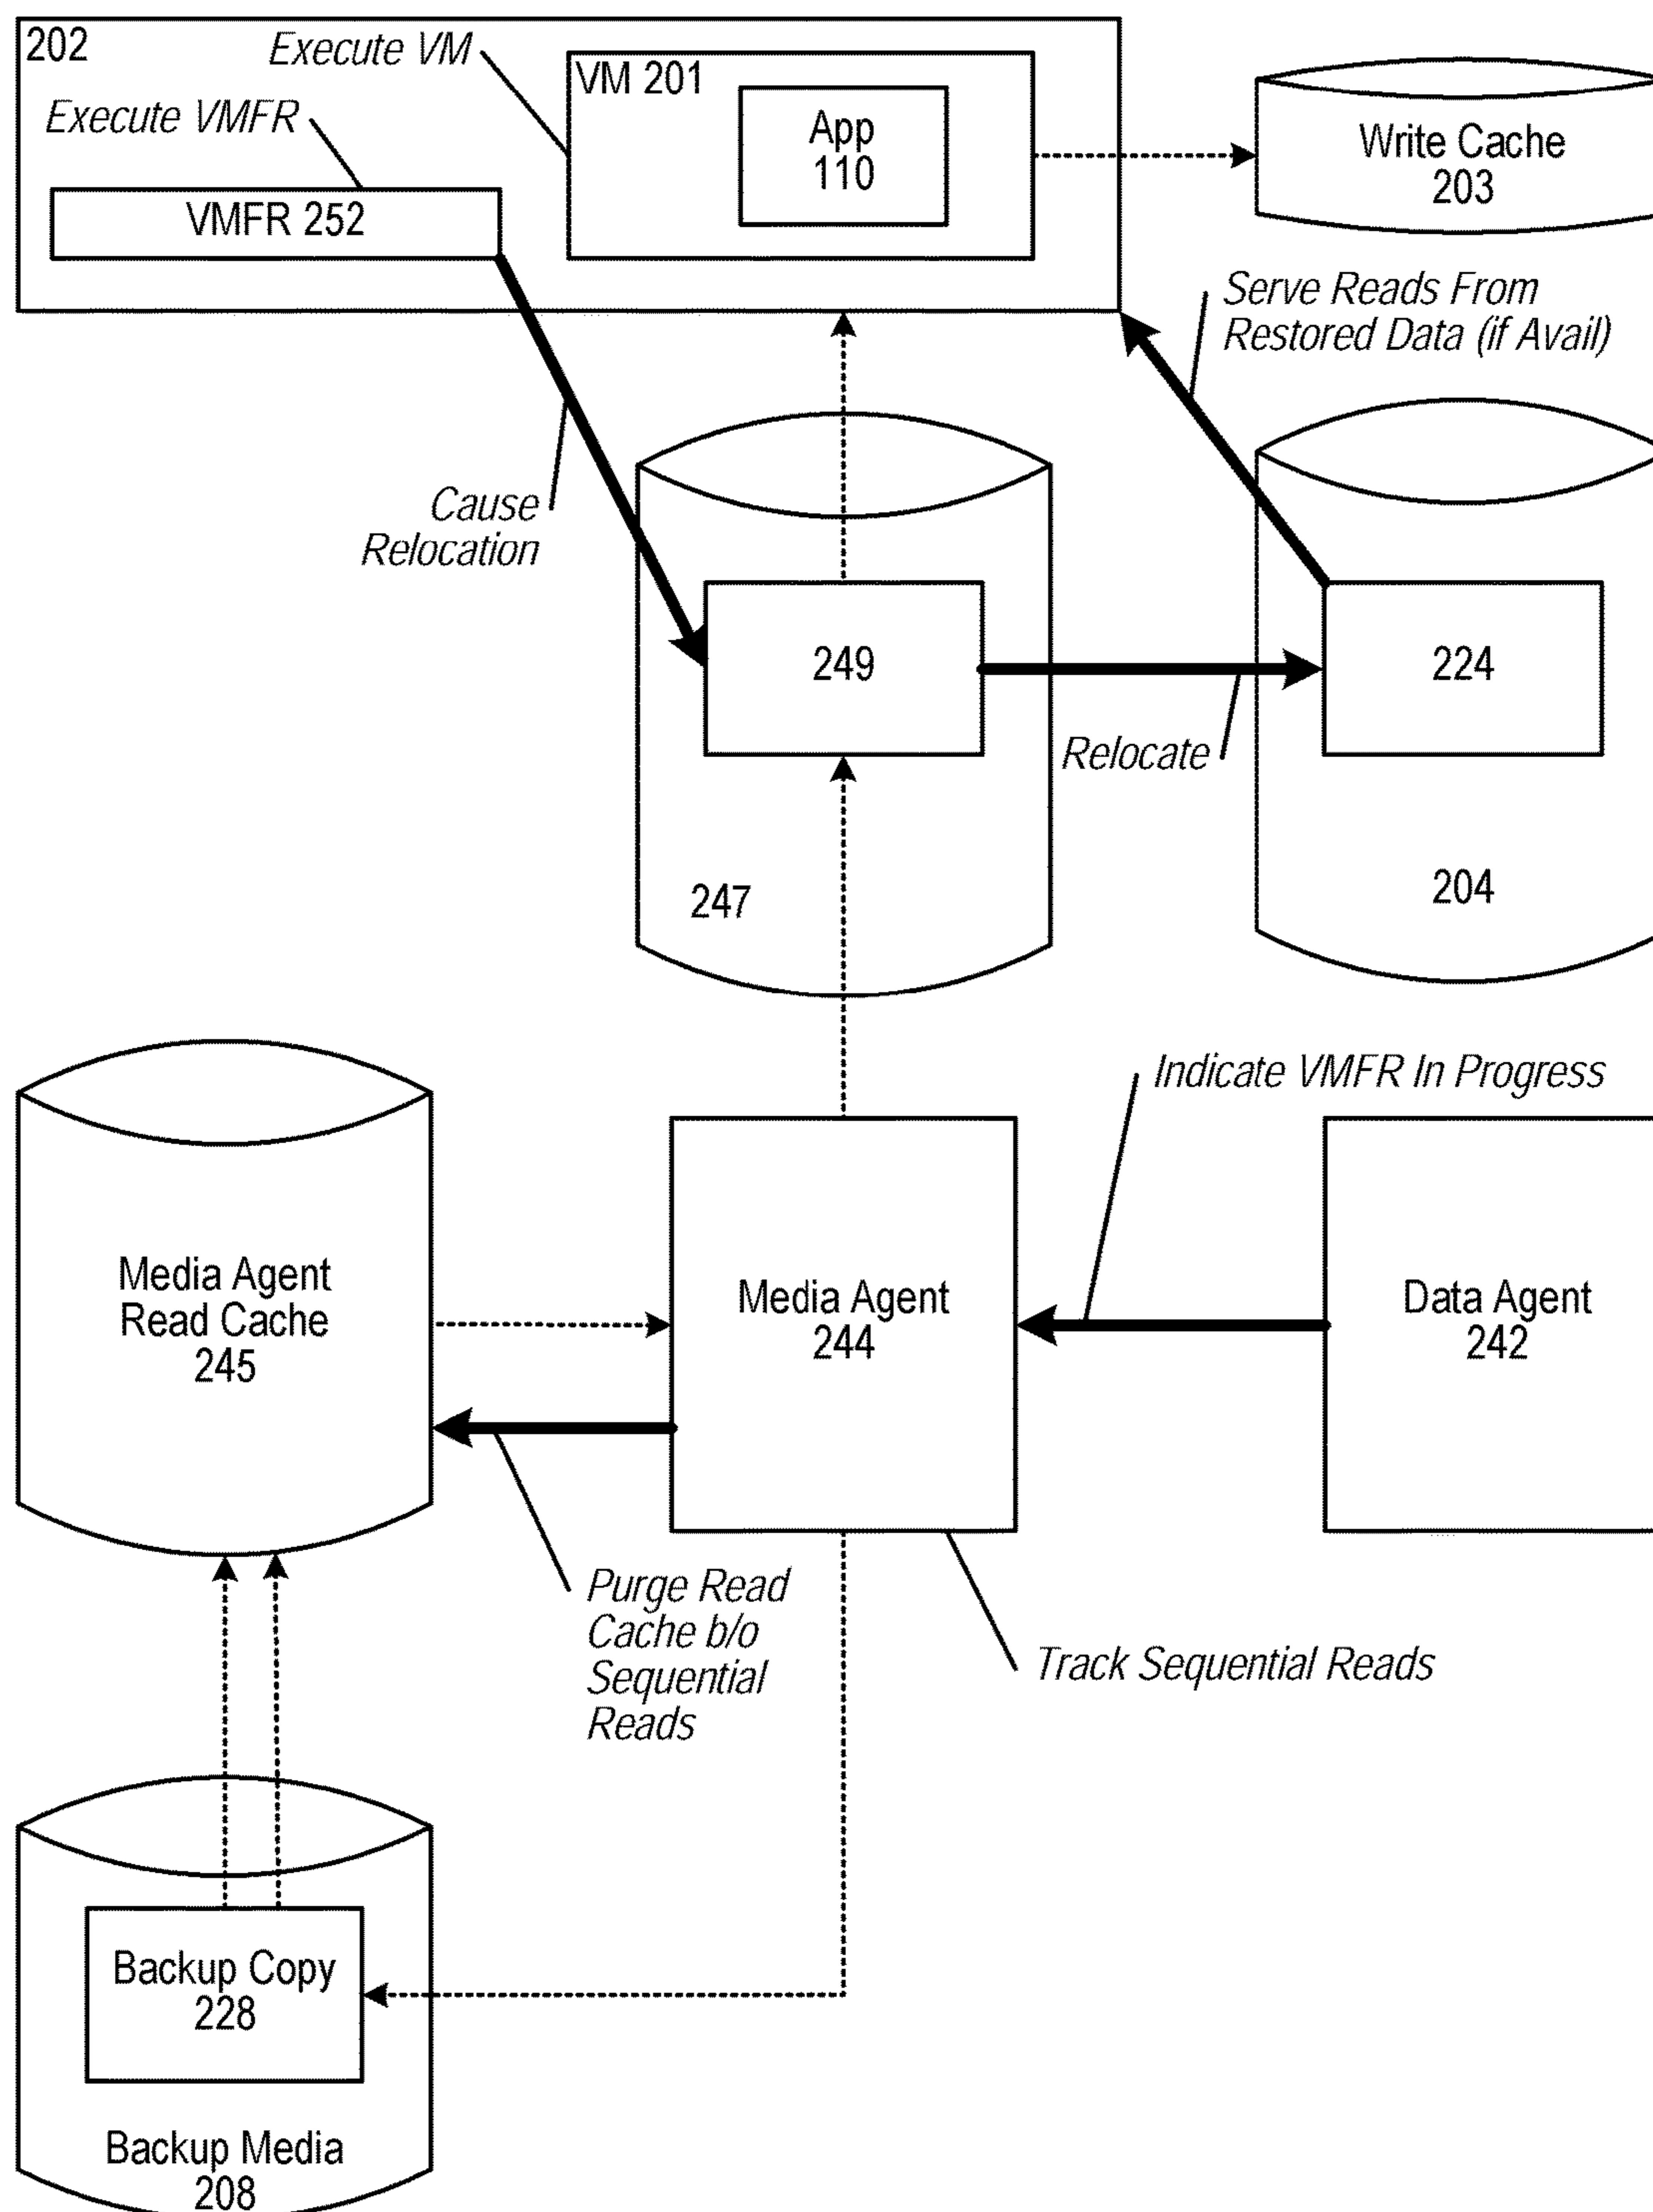 202
Execute VM
VM 201
Execute VMFR
App
110
VMFR 252
Write Cache
203
Serve Reads From
Restored Data (if Avail)
Cause
Relocation
249
224
Relocate
247
204
Indicate VMFR In Progress
Media Agent
Read Cache
245
Media Agent
244
Data Agent
242
Purge Read
Cache b/o
Sequential
Reads
Track Sequential Reads
Backup Copy
228
Backup Media
208